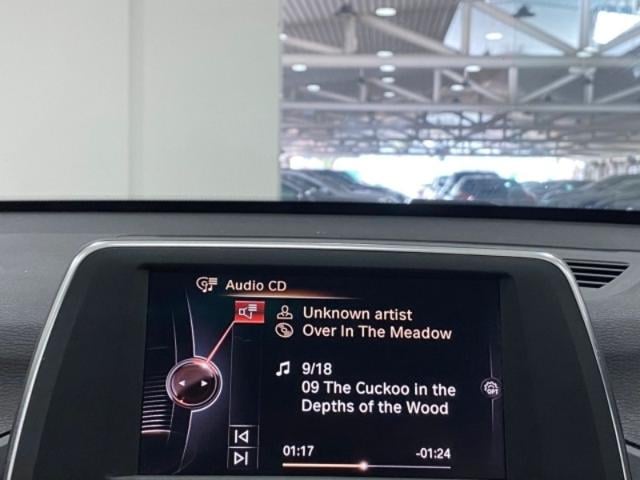 Audio CD
Unknown artist
Over In The Meadow
9/18
09 The Cuckoo in the
Depths of the Wood
OPT
01:17 -01:24